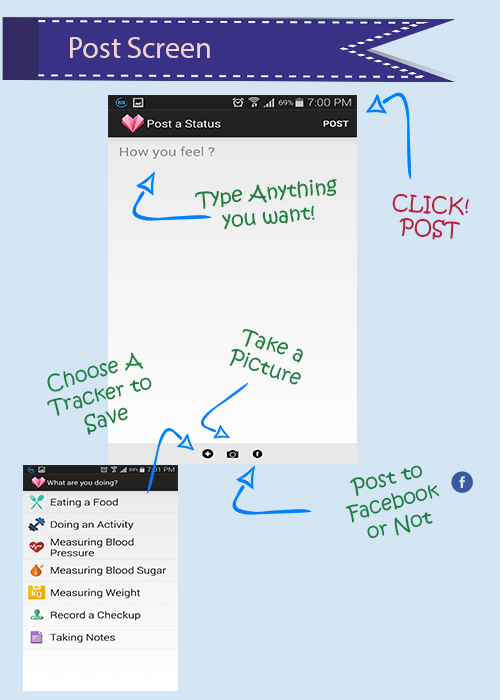 Post Screen
69 69% 7:00 PM
Post a Status POST
How you feel ?
Type Anything
you want!
CLICK!
POST
Take a
Picture
Choose A
Tracker to
Save
Post to
Facebook
or Not
f
f
69% 7:01 PM
What are you doing?
Eating a Food
Doing an Activity
Measuring Blood
Pressure
Measuring Blood Sugar
kg Measuring Weight
Record a Checkup
Taking Notes